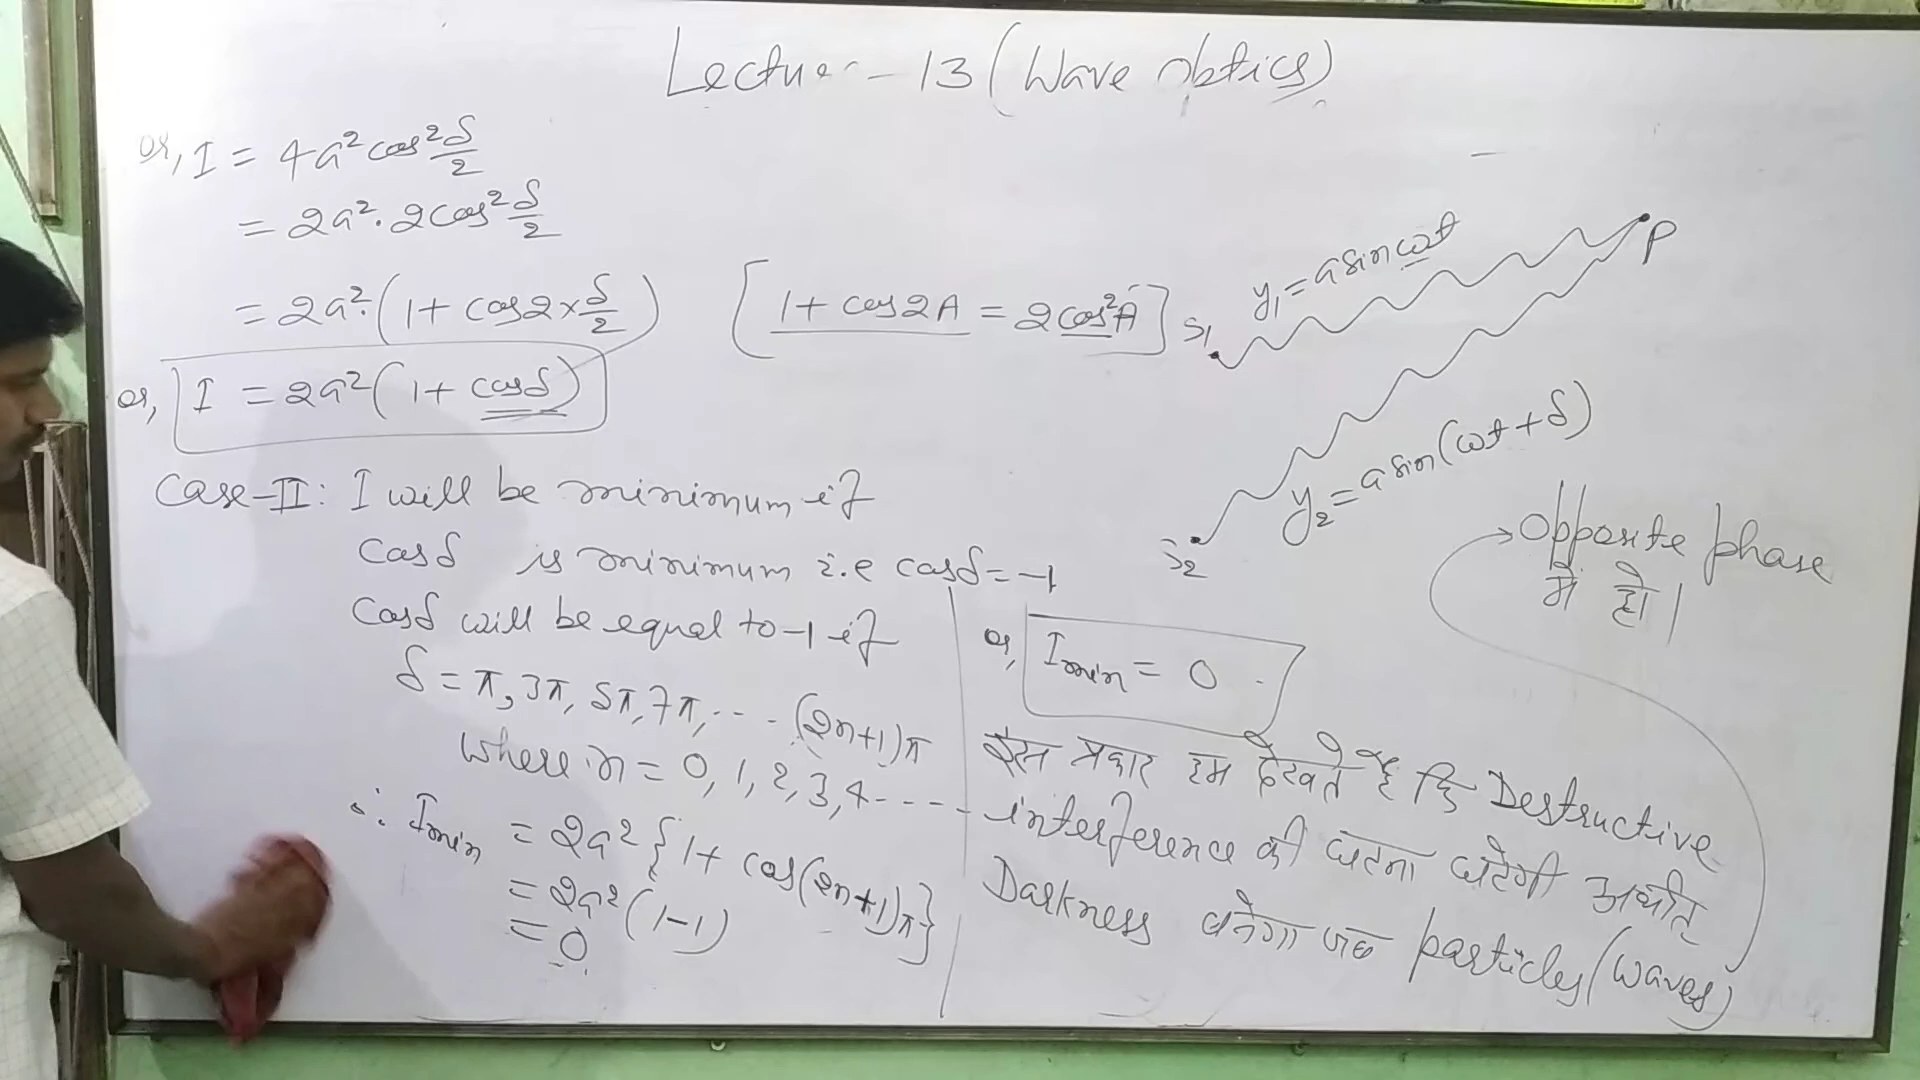 Lecture - 13 (Wave optics)
or, I = 4a² cos² δ/2
= 2a². 2cos² δ/2
= 2a². (1 + cos2×δ/2) [1 + cos2A = 2cos²A]
or, I = 2a² (1 + cosδ)
Case-II: I will be minimum if
Cosδ is minimum i.e cosδ = -1
Cosδ will be equal to -1 if
δ = π, 3π, 5π, 7π, --- (2n+1)π
where n = 0, 1, 2, 3, 4 - - - -
∴ Imin = 2a² {1 + cos(2n+1)π}
= 2a² (1-1)
= 0
S₁
y₁ = a sin ωt
P
y₂ = a sin (ωt + δ)
S₂
or, Imin = 0
इस प्रकार हम देखते हैं कि Destructive
interference की घटना घटेगी अर्थात्
Darkness बनेगा जब particles (waves)
Opposite phase
में हो।